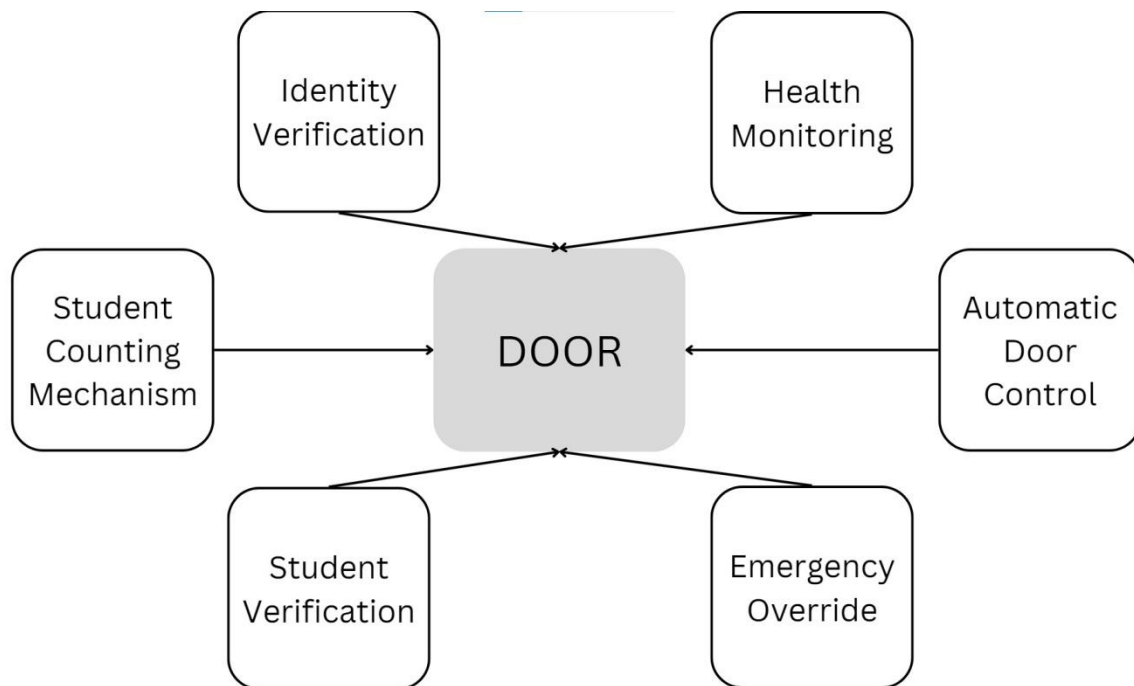 Identity
Verification
Health
Monitoring
Student
Counting
Mechanism
DOOR
Automatic
Door
Control
Student
Verification
Emergency
Override